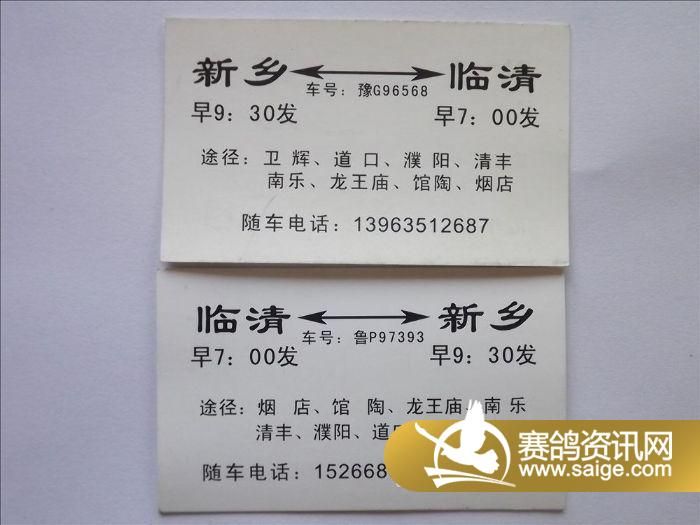 新乡 临清
车号：豫G96568
早9：30发 早7：00发
途径：卫 辉、道 口、濮 阳、清丰
南乐、龙王庙、馆陶、烟店
随车电话：13963512687
临清 新乡
车号：鲁P97393
早7：00发 早9：30发
途径：烟 店、馆 陶、龙王庙、南 乐
清丰、濮阳、道
随车电话：152668
赛鸽资讯网
www.saige.com